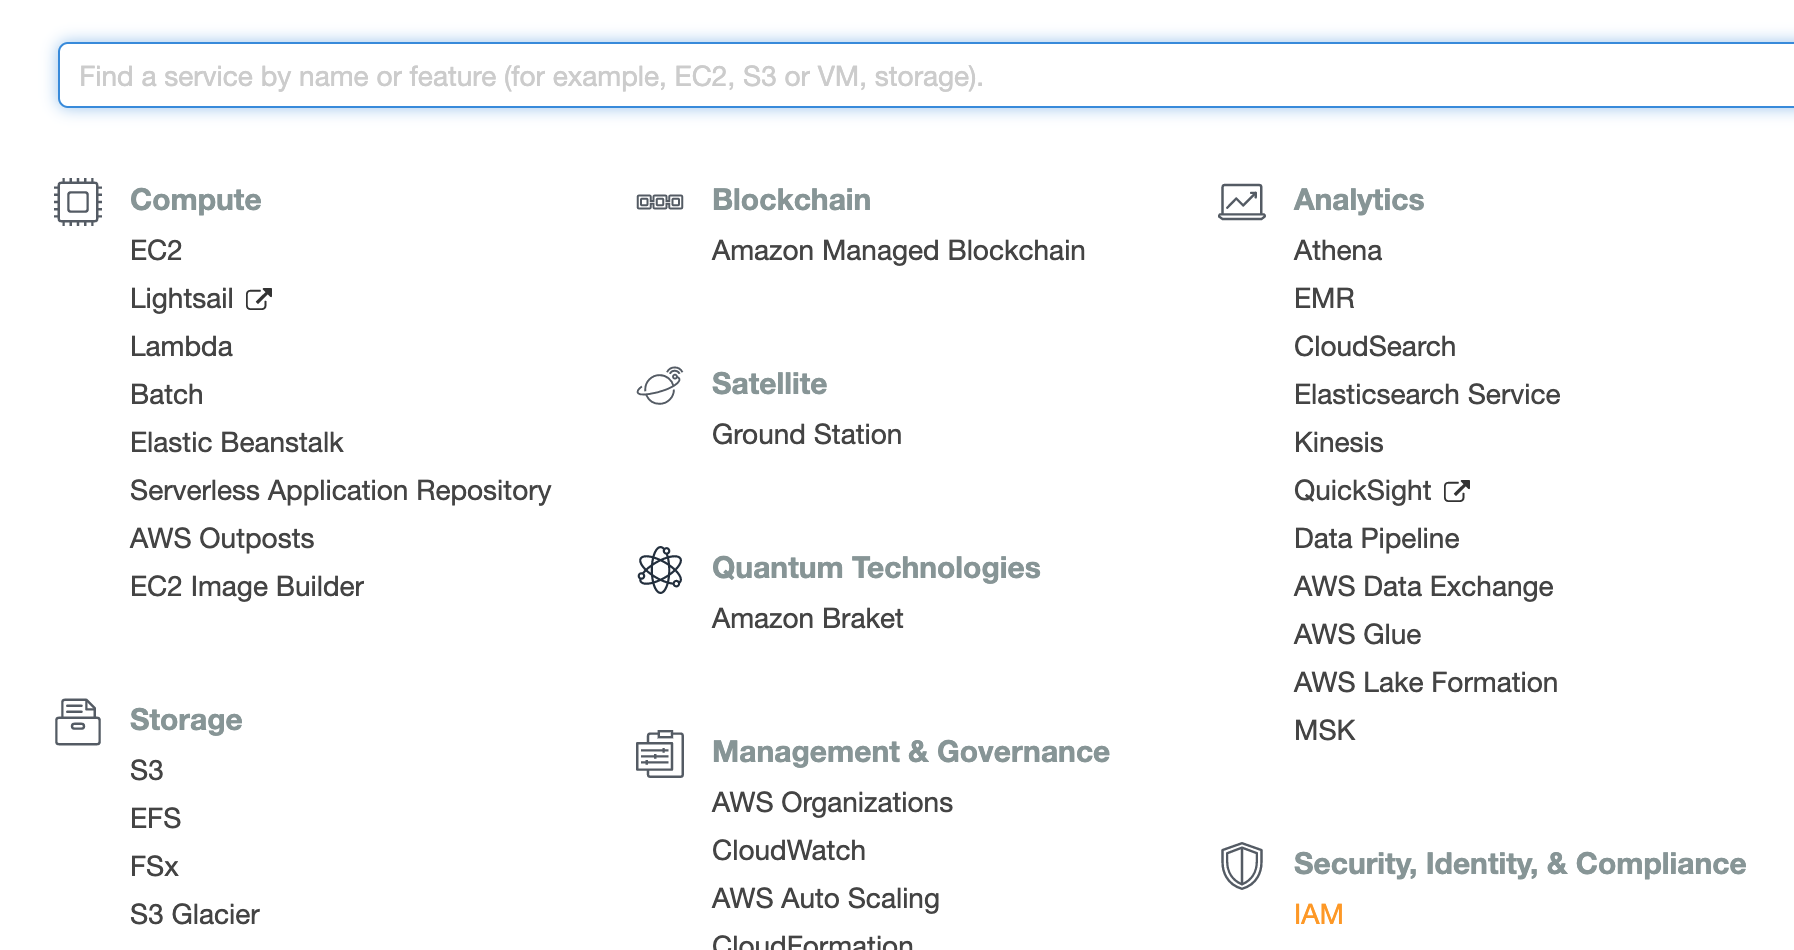 Find a service by name or feature (for example, EC2, S3 or VM, storage).
Compute
EC2
Lightsail
Lambda
Batch
Elastic Beanstalk
Serverless Application Repository
AWS Outposts
EC2 Image Builder
Storage
S3
EFS
FSx
S3 Glacier
Blockchain
Amazon Managed Blockchain
Satellite
Ground Station
Quantum Technologies
Amazon Braket
Management & Governance
AWS Organizations
CloudWatch
AWS Auto Scaling
CloudFormation
Analytics
Athena
EMR
CloudSearch
Elasticsearch Service
Kinesis
QuickSight
Data Pipeline
AWS Data Exchange
AWS Glue
AWS Lake Formation
MSK
Security, Identity, & Compliance
IAM